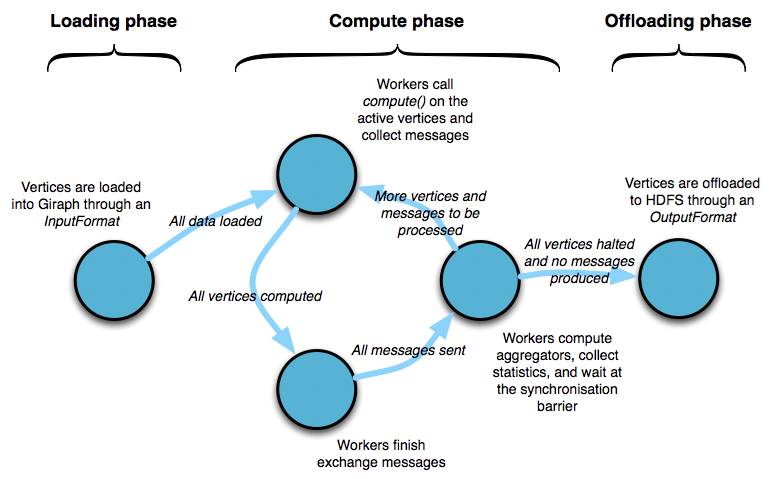 Loading phase
Compute phase
Offloading phase
Workers call
compute() on the
active vertices and
collect messages
Vertices are loaded
into Giraph through an
InputFormat
Vertices are offloaded
to HDFS through an
OutputFormat
All data loaded
More vertices and
messages to be
processed
All vertices halted
and no messages
produced
All vertices computed
All messages sent
Workers compute
aggregators, collect
statistics, and wait at
the synchronisation
barrier
Workers finish
exchange messages